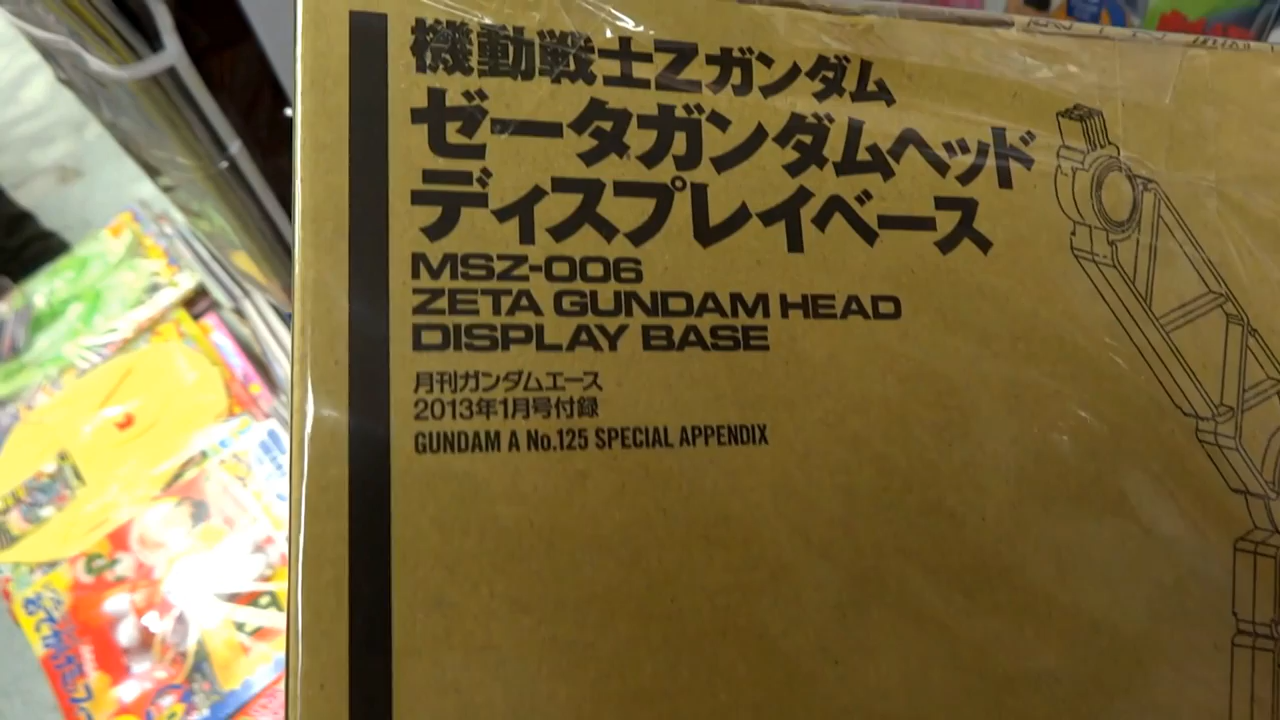 機動戦士Zガンダム
ゼータガンダムヘッド
ディスプレイベース
MSZ-006
ZETA GUNDAM HEAD
DISPLAY BASE
月刊ガンダムエース
2013年1月号付録
GUNDAM A No.125 SPECIAL APPENDIX